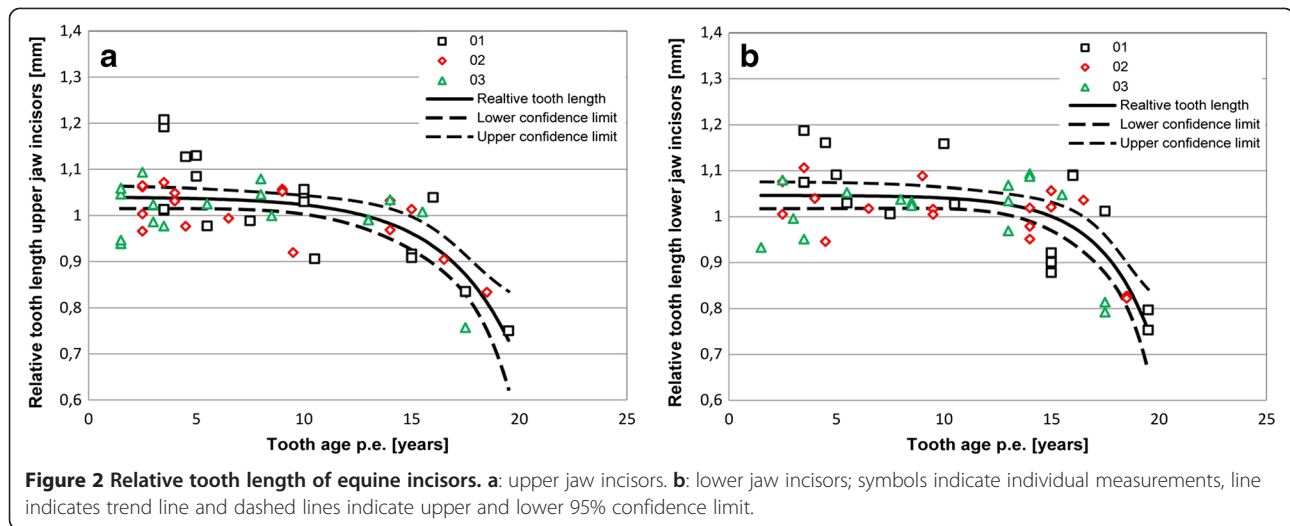 a
01
02
03
Realtive tooth length
Lower confidence limit
Upper confidence limit
Relative tooth length upper jaw incisors [mm]
1,4
1,3
1,2
1,1
1
0,9
0,8
0,7
0,6
0 5 10 15 20 25
Tooth age p.e. [years]
b
01
02
03
Realtive tooth length
Lower confidence limit
Upper confidence limit
Relative tooth length lower jaw incisors [mm]
1,4
1,3
1,2
1,1
1
0,9
0,8
0,7
0,6
0 5 10 15 20 25
Tooth age p.e. [years]
Figure 2 Relative tooth length of equine incisors. a: upper jaw incisors. b: lower jaw incisors; symbols indicate individual measurements, line
indicates trend line and dashed lines indicate upper and lower 95% confidence limit.